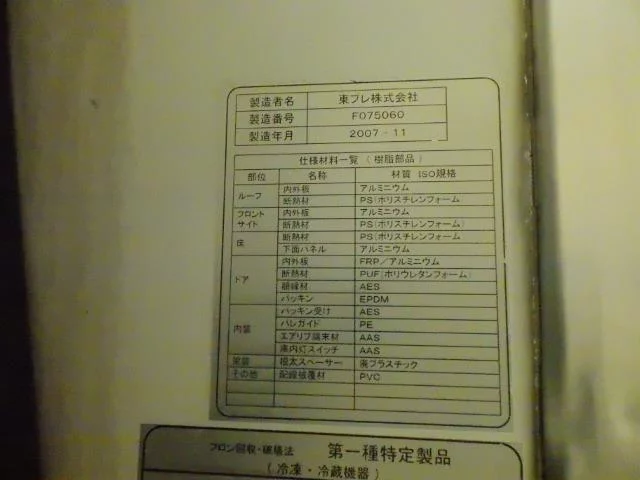 製造者名 東プレ株式会社
製造番号 F075060
製造年月 2007-11
仕様材料一覧(樹脂部品)
部位 名称 材質 ISO規格
ルーフ 内外板 アルミニウム
断熱材 PS(ポリスチレンフォーム
フロント サイド 内外板 アルミニウム
断熱材 PS(ポリスチレンフォーム
床 断熱材 PS(ポリスチレンフォーム
下面パネル アルミニウム
ドア 内外板 FRP/アルミニウム
断熱材 PUF(ポリウレタンフォーム)
額縁材 AES
パッキン EPDM
内装 パッキン受け AES
バレガイド PE
エアリブ端末材 AAS
庫内灯スイッチ AAS
架装 根太スペーサー 廃プラスチック
その他 配線被覆材 PVC
フロン回収・破壊法 第一種特定製品
(冷凍・冷蔵機器)